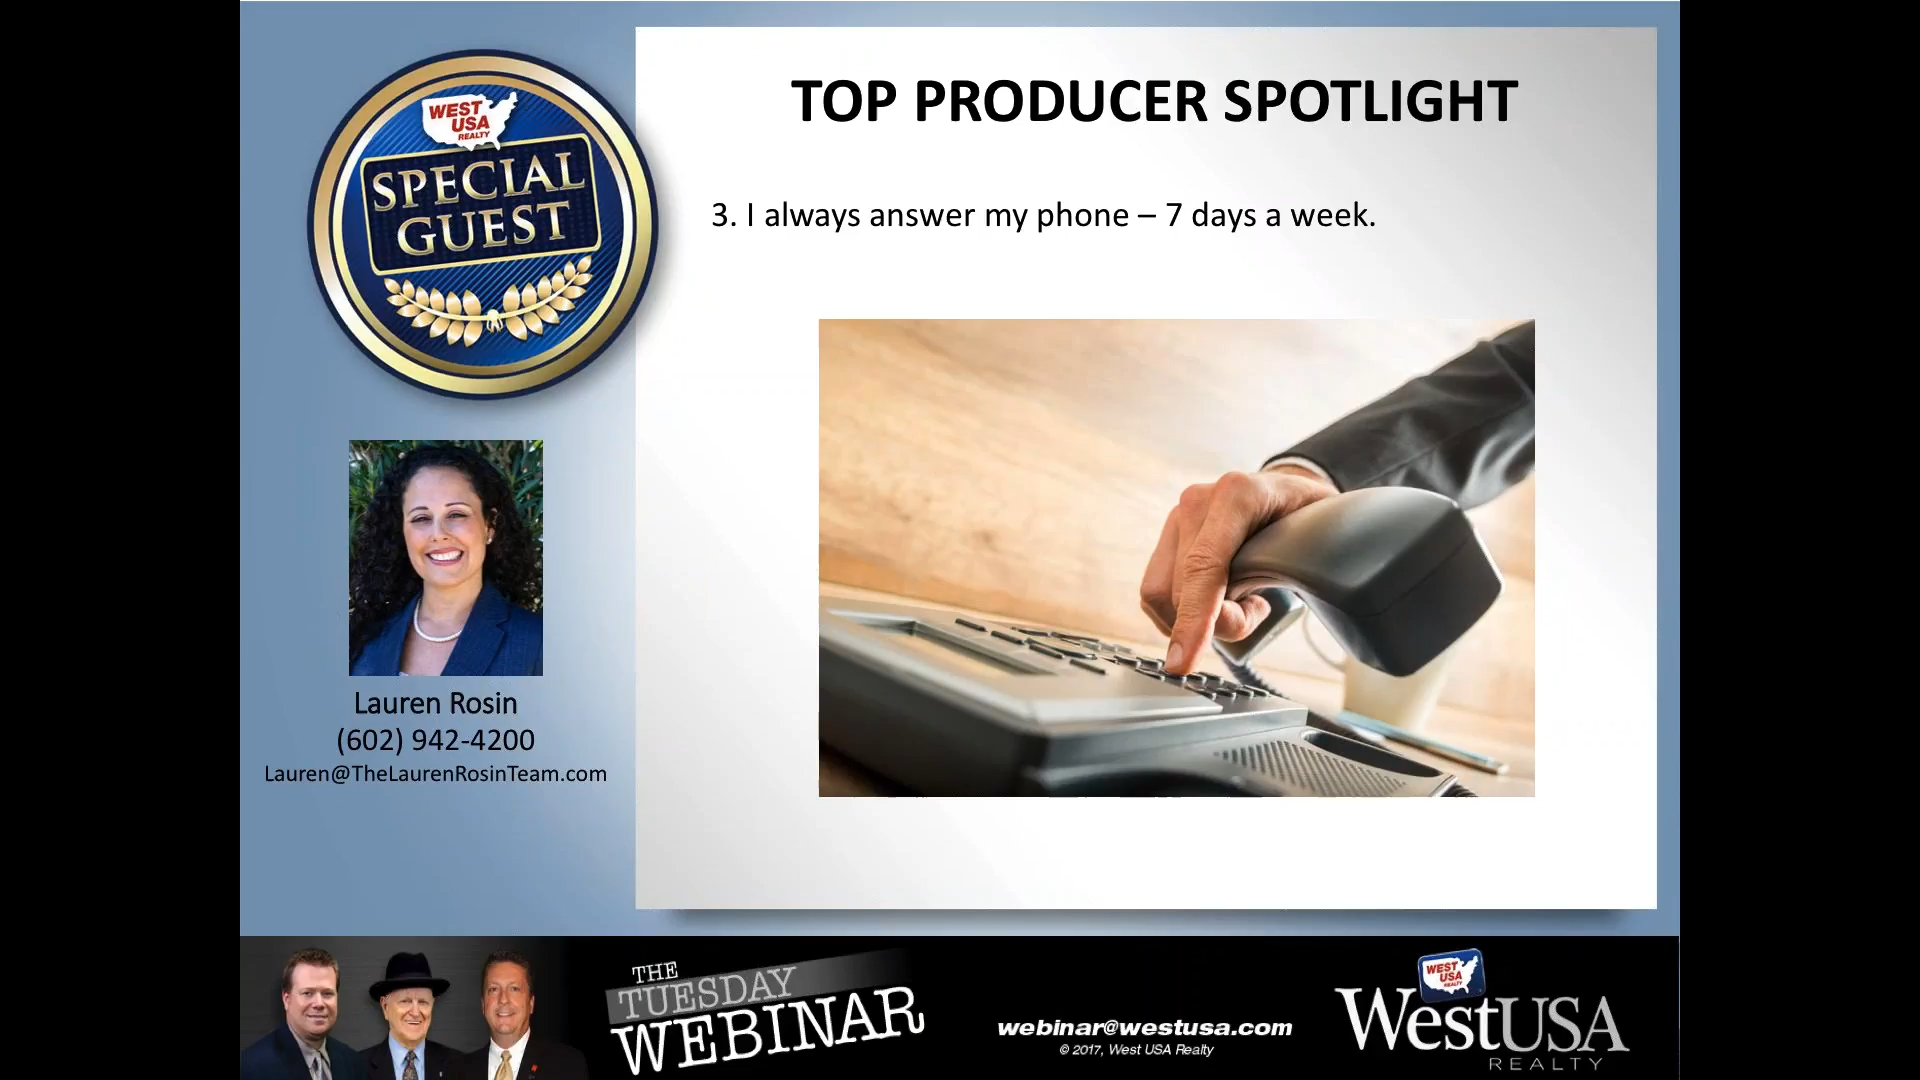 WEST
USA
REALTY
SPECIAL
GUEST
TOP PRODUCER SPOTLIGHT
3. I always answer my phone – 7 days a week.
Lauren Rosin
(602) 942-4200
Lauren@TheLaurenRosinTeam.com
THE
TUESDAY
WEBINAR
webinar@westusa.com
© 2017, West USA Realty
WEST
USA
REALTY
WestUSA
REALTY